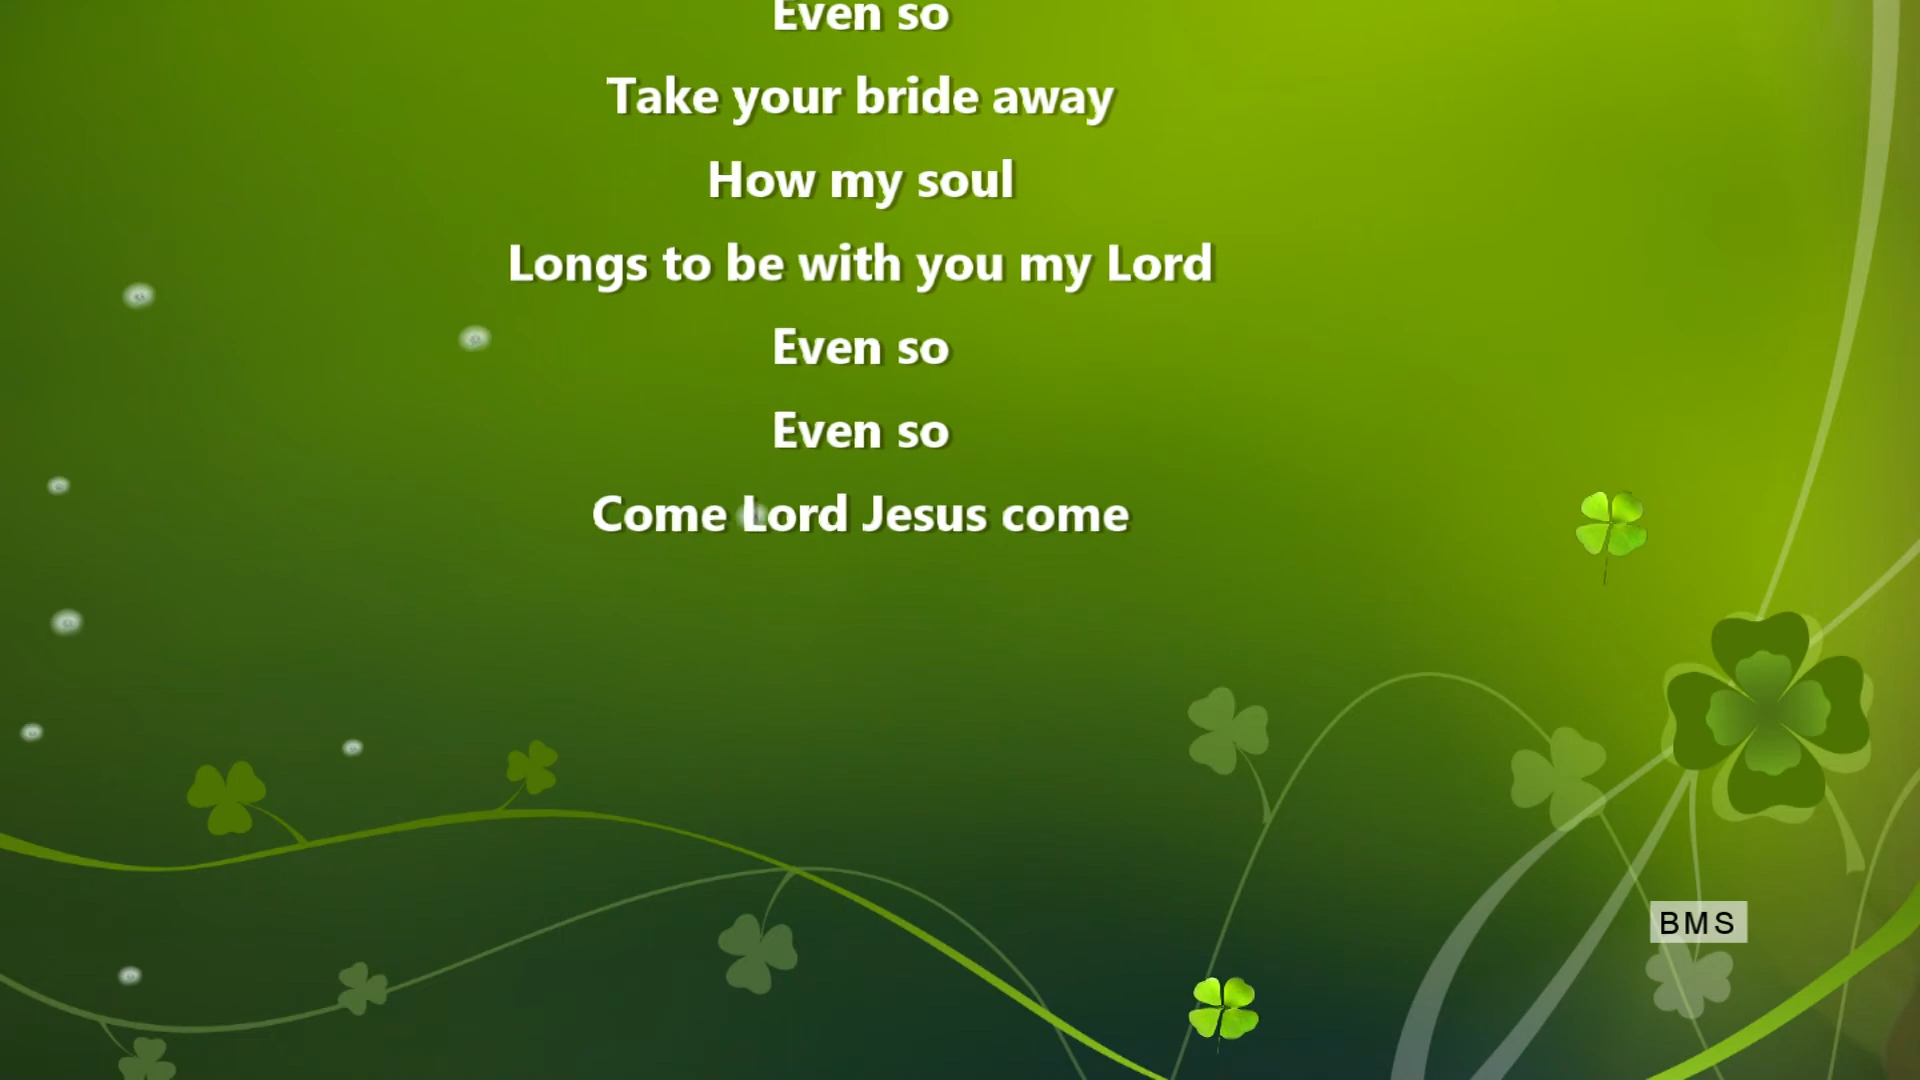 Even so
Take your bride away
How my soul
Longs to be with you my Lord
Even so
Even so
Come Lord Jesus come
BMS